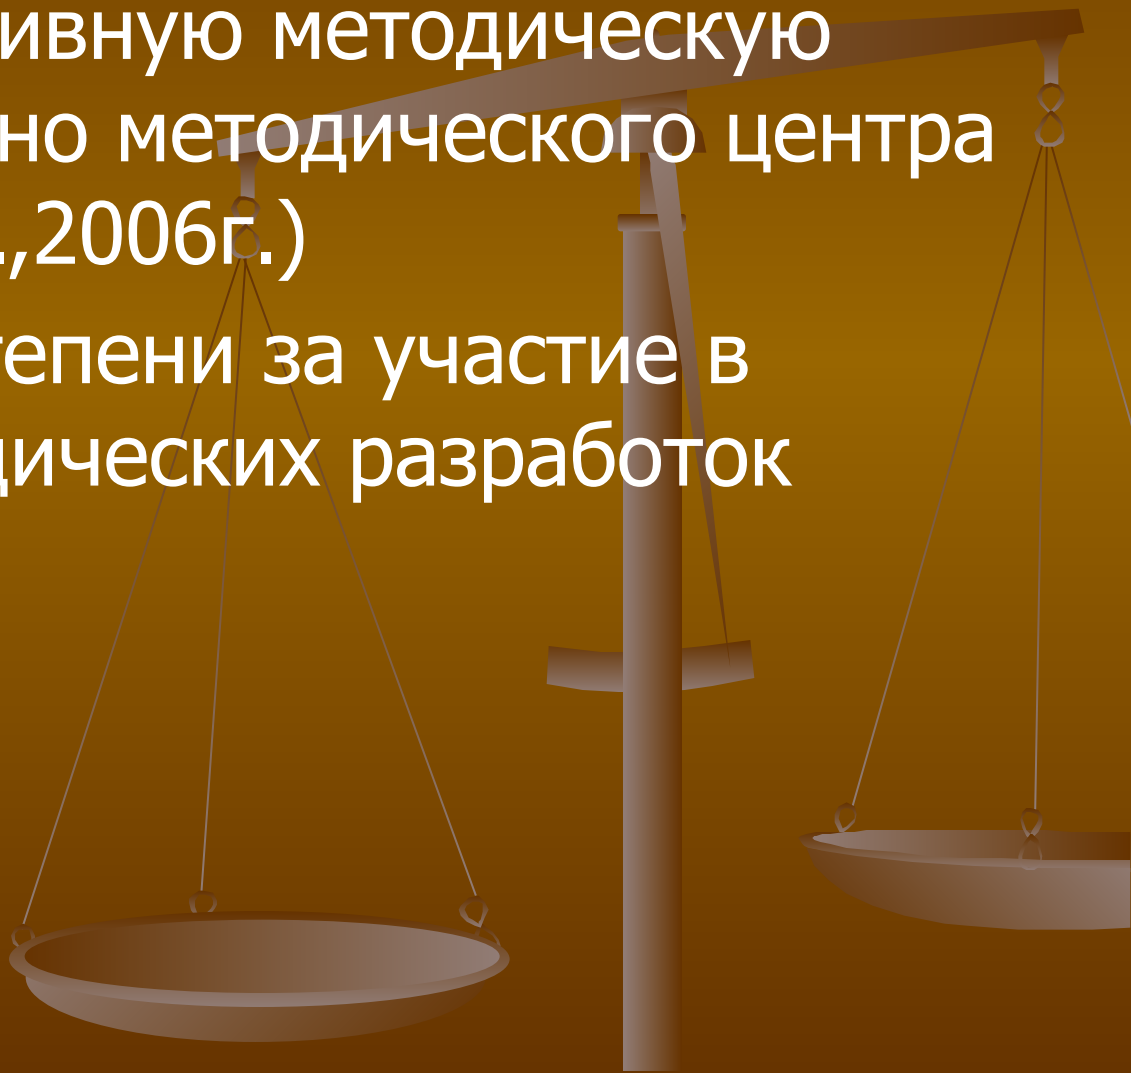 ивную методическую
но методического центра
.,2006г.)
тепени за участие в
дических разработок